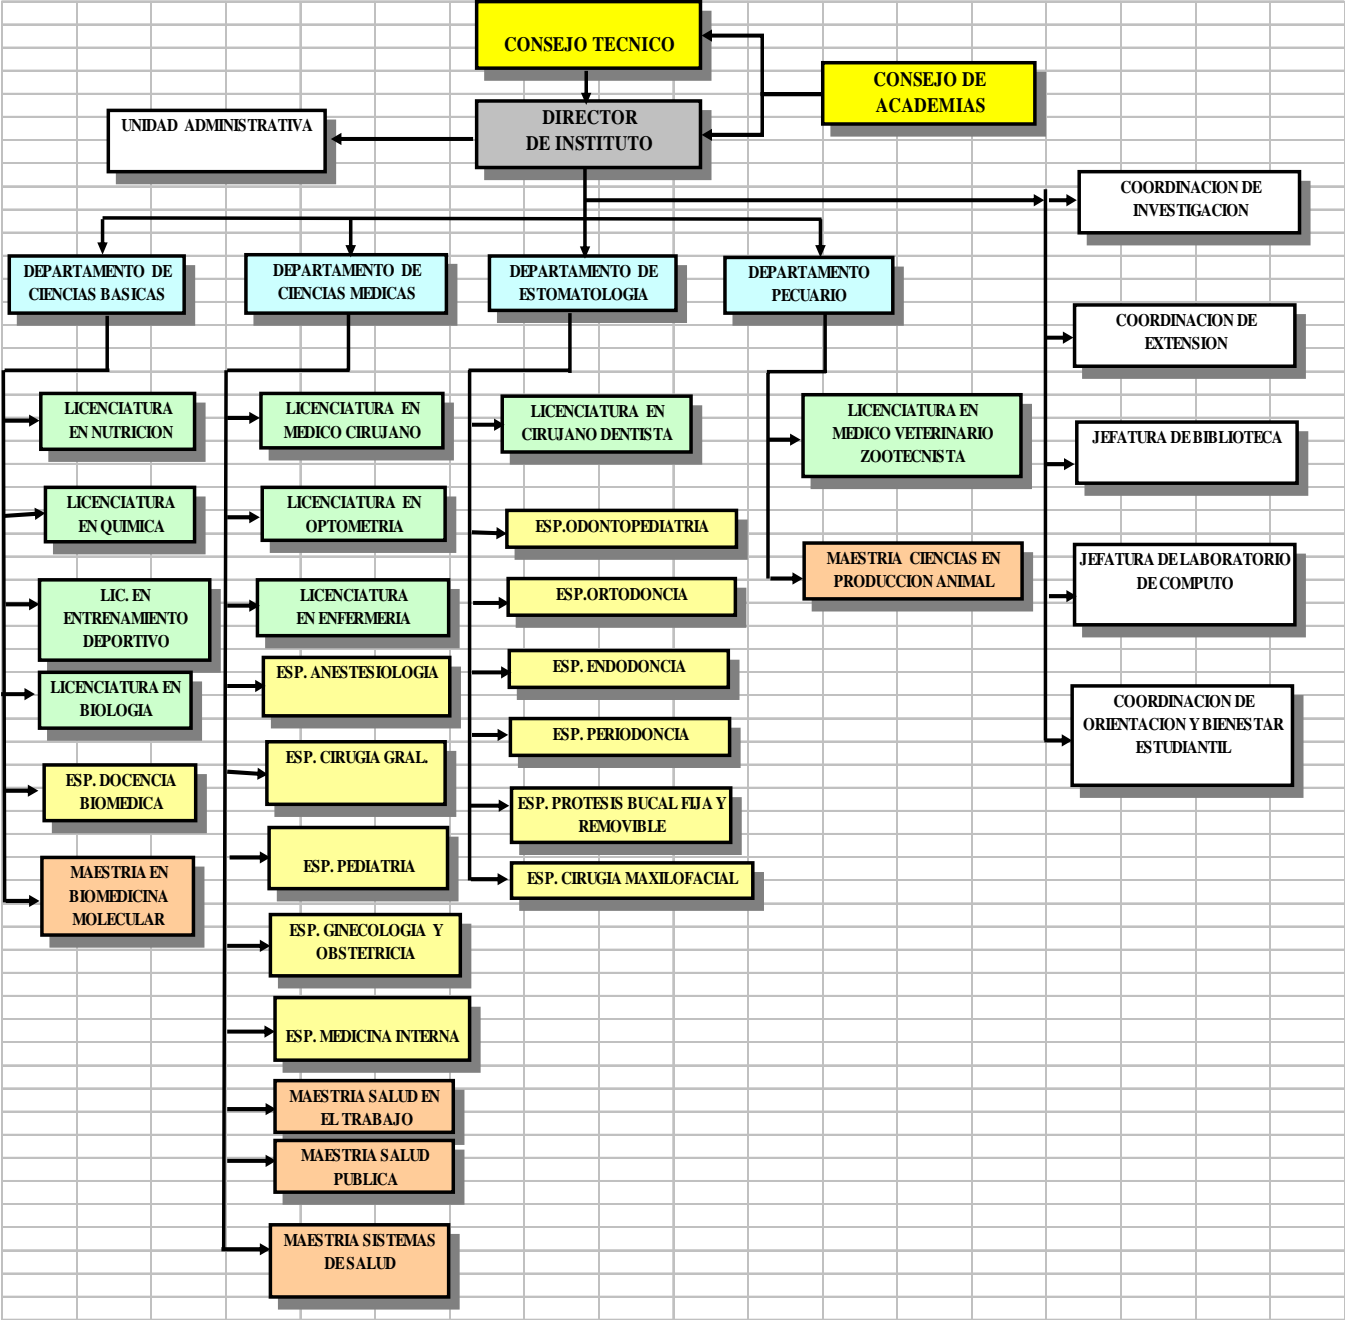 CONSEJO TECNICO
CONSEJO DE
ACADEMIAS
UNIDAD ADMINISTRATIVA
DIRECTOR
DE INSTITUTO
COORDINACION DE
INVESTIGACION
DEPARTAMENTO DE
CIENCIAS BASICAS
DEPARTAMENTO DE
CIENCIAS MEDICAS
DEPARTAMENTO DE
ESTOMATOLOGIA
DEPARTAMENTO
PECUARIO
COORDINACION DE
EXTENSION
JEFATURA DE BIBLIOTECA
JEFATURA DE LABORATORIO
DE COMPUTO
COORDINACION DE
ORIENTACION Y BIENESTAR
ESTUDIANTIL
LICENCIATURA
EN NUTRICION
LICENCIATURA
EN QUIMICA
LIC. EN
ENTRENAMIENTO
DEPORTIVO
LICENCIATURA EN
BIOLOGIA
ESP. DOCENCIA
BIOMEDICA
MAESTRIA EN
BIOMEDICINA
MOLECULAR
LICENCIATURA EN
MEDICO CIRUJANO
LICENCIATURA EN
OPTOMETRIA
LICENCIATURA
EN ENFERMERIA
ESP. ANESTESIOLOGIA
ESP. CIRUGIA GRAL.
ESP. PEDIATRIA
ESP. GINECOLOGIA Y
OBSTETRICIA
ESP. MEDICINA INTERNA
MAESTRIA SALUD EN
EL TRABAJO
MAESTRIA SALUD
PUBLICA
MAESTRIA SISTEMAS
DE SALUD
LICENCIATURA EN
CIRUJANO DENTISTA
ESP.ODONTOPEDIATRIA
ESP.ORTODONCIA
ESP. ENDODONCIA
ESP. PERIODONCIA
ESP. PROTESIS BUCAL FIJA Y
REMOVIBLE
ESP. CIRUGIA MAXILOFACIAL
LICENCIATURA EN
MEDICO VETERINARIO
ZOOTECNISTA
MAESTRIA CIENCIAS EN
PRODUCCION ANIMAL